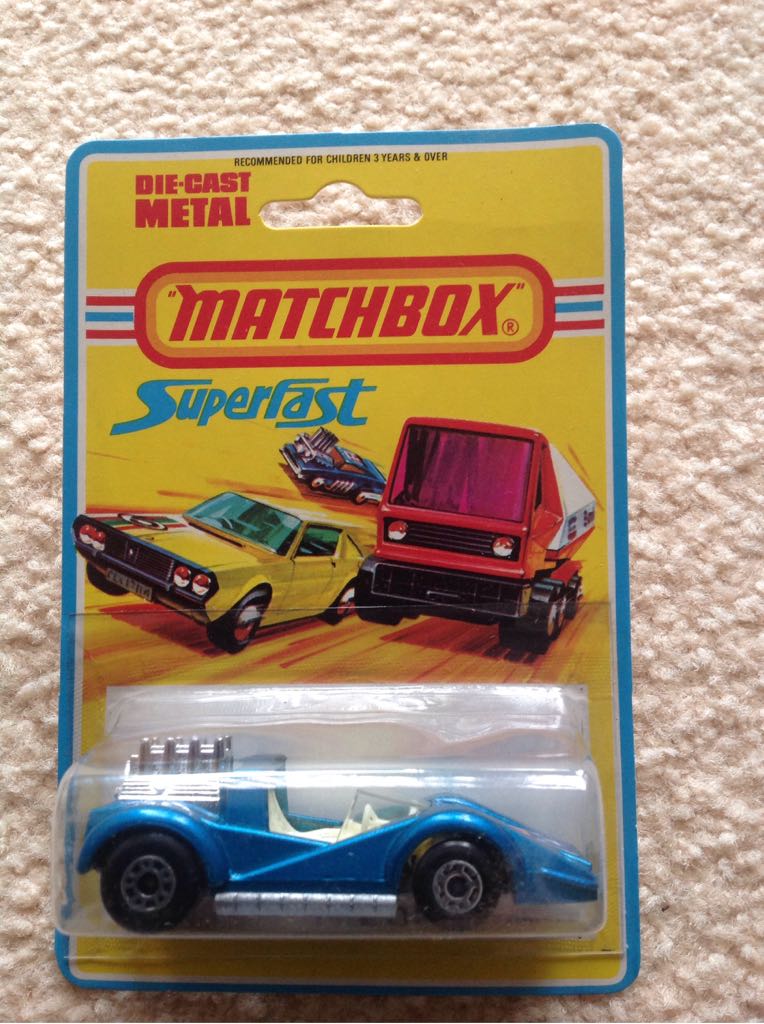 RECOMMENDED FOR CHILDREN 3 YEARS & OVER
DIE-CAST
METAL
"MATCHBOX"®
Superfast